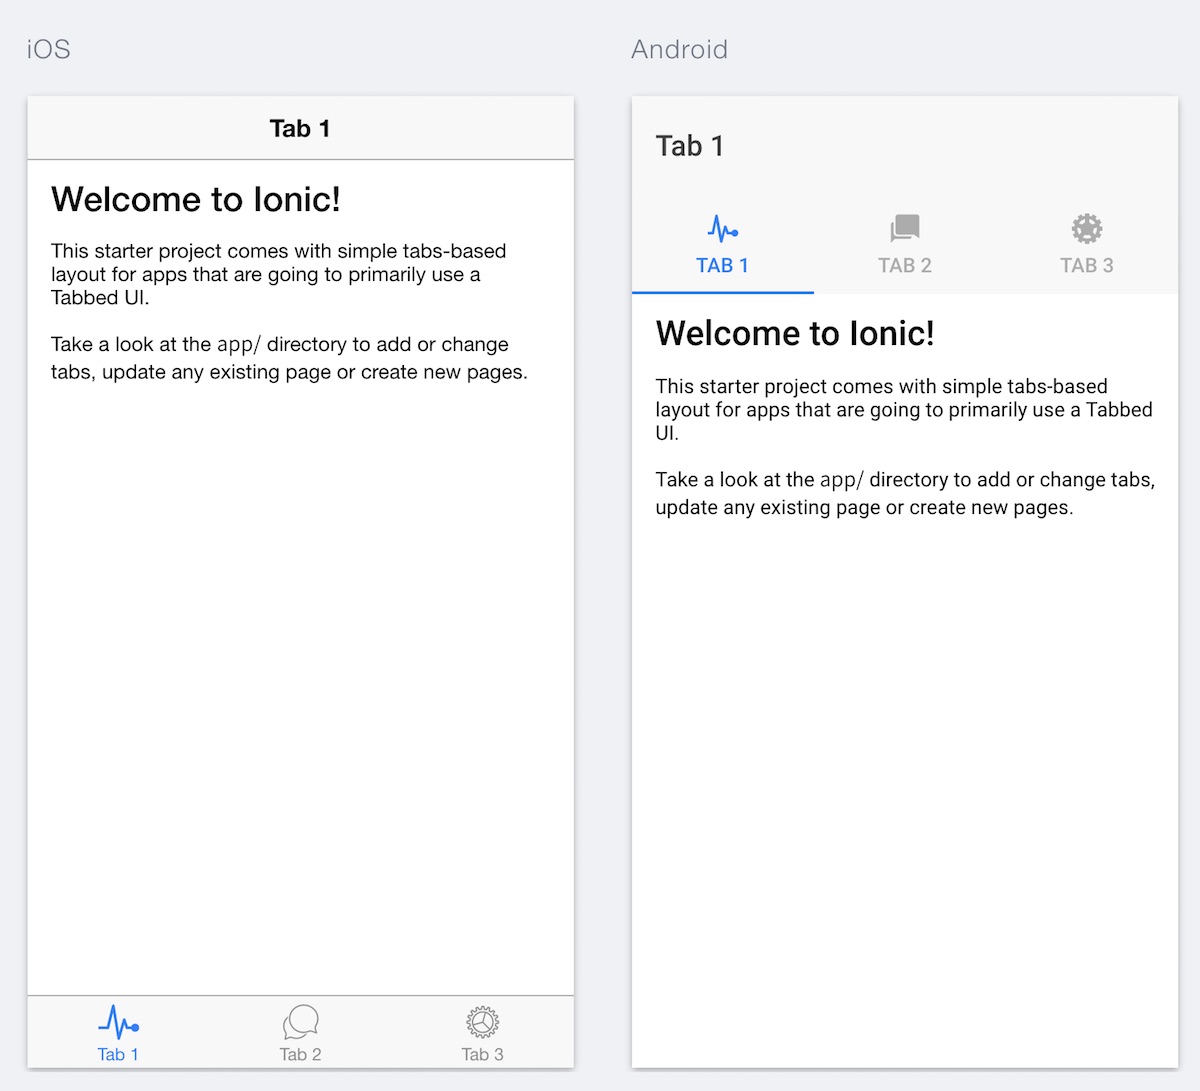 iOS
Tab 1
Welcome to Ionic!
This starter project comes with simple tabs-based
layout for apps that are going to primarily use a
Tabbed UI.
Take a look at the app/ directory to add or change
tabs, update any existing page or create new pages.
Tab 1
Tab 2
Tab 3
Android
Tab 1
TAB 1
TAB 2
TAB 3
Welcome to Ionic!
This starter project comes with simple tabs-based
layout for apps that are going to primarily use a Tabbed
UI.
Take a look at the app/ directory to add or change tabs,
update any existing page or create new pages.